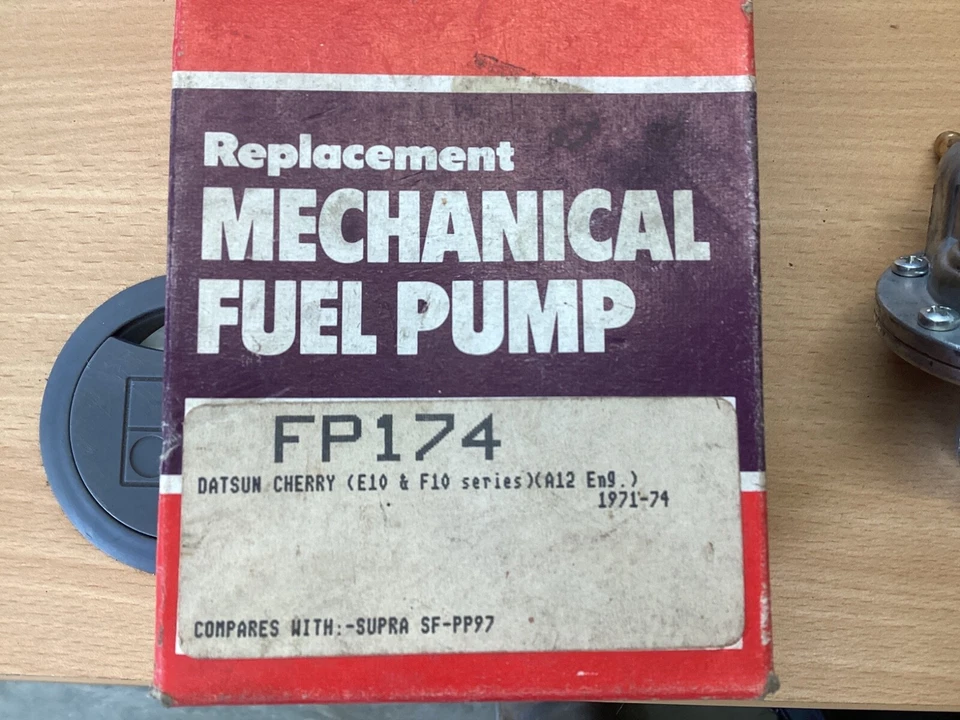 Replacement
MECHANICAL
FUEL PUMP
FP174
DATSUN CHERRY (E10 & F10 series)(A12 Eng.)
1971-74
COMPARES WITH:-SUPRA SF-PP97